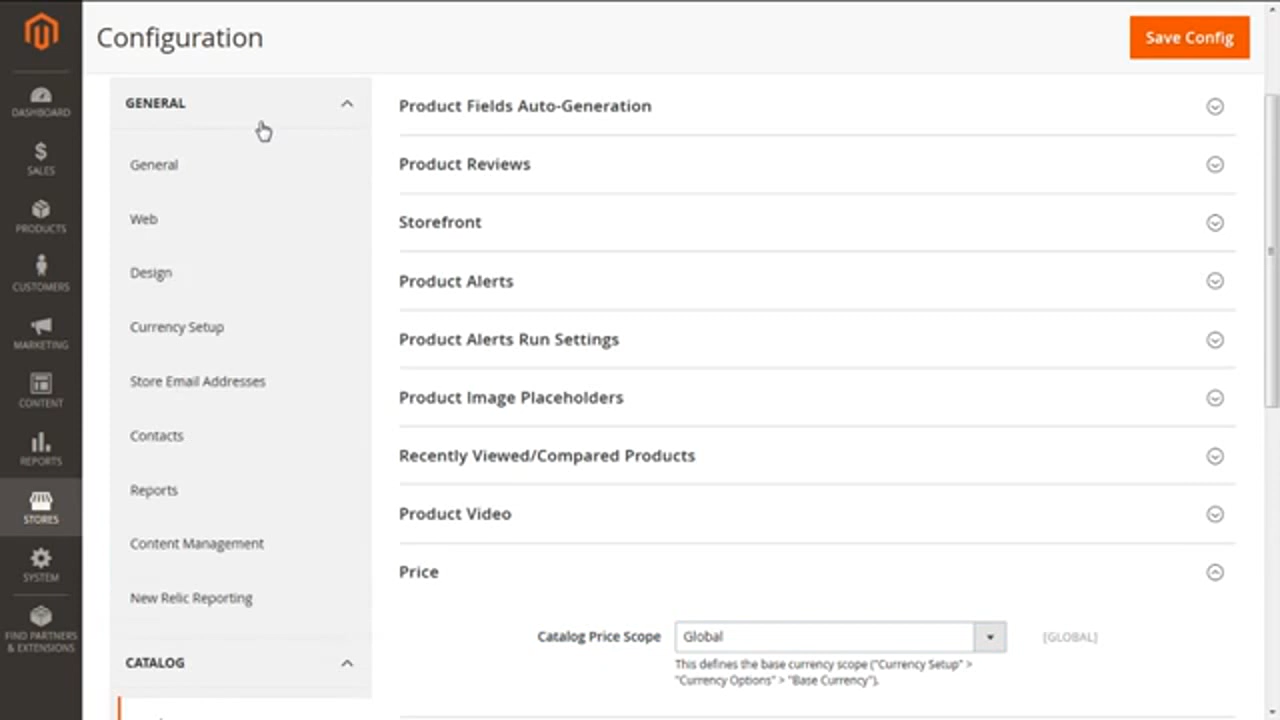 Configuration
Save Config
DASHBOARD
SALES
PRODUCTS
CUSTOMERS
MARKETING
CONTENT
REPORTS
STORES
SYSTEM
FIND PARTNERS
& EXTENSIONS
GENERAL
General
Web
Design
Currency Setup
Store Email Addresses
Contacts
Reports
Content Management
New Relic Reporting
CATALOG
Product Fields Auto-Generation
Product Reviews
Storefront
Product Alerts
Product Alerts Run Settings
Product Image Placeholders
Recently Viewed/Compared Products
Product Video
Price
Catalog Price Scope
Global
[GLOBAL]
This defines the base currency scope ("Currency Setup" >
"Currency Options" > "Base Currency").